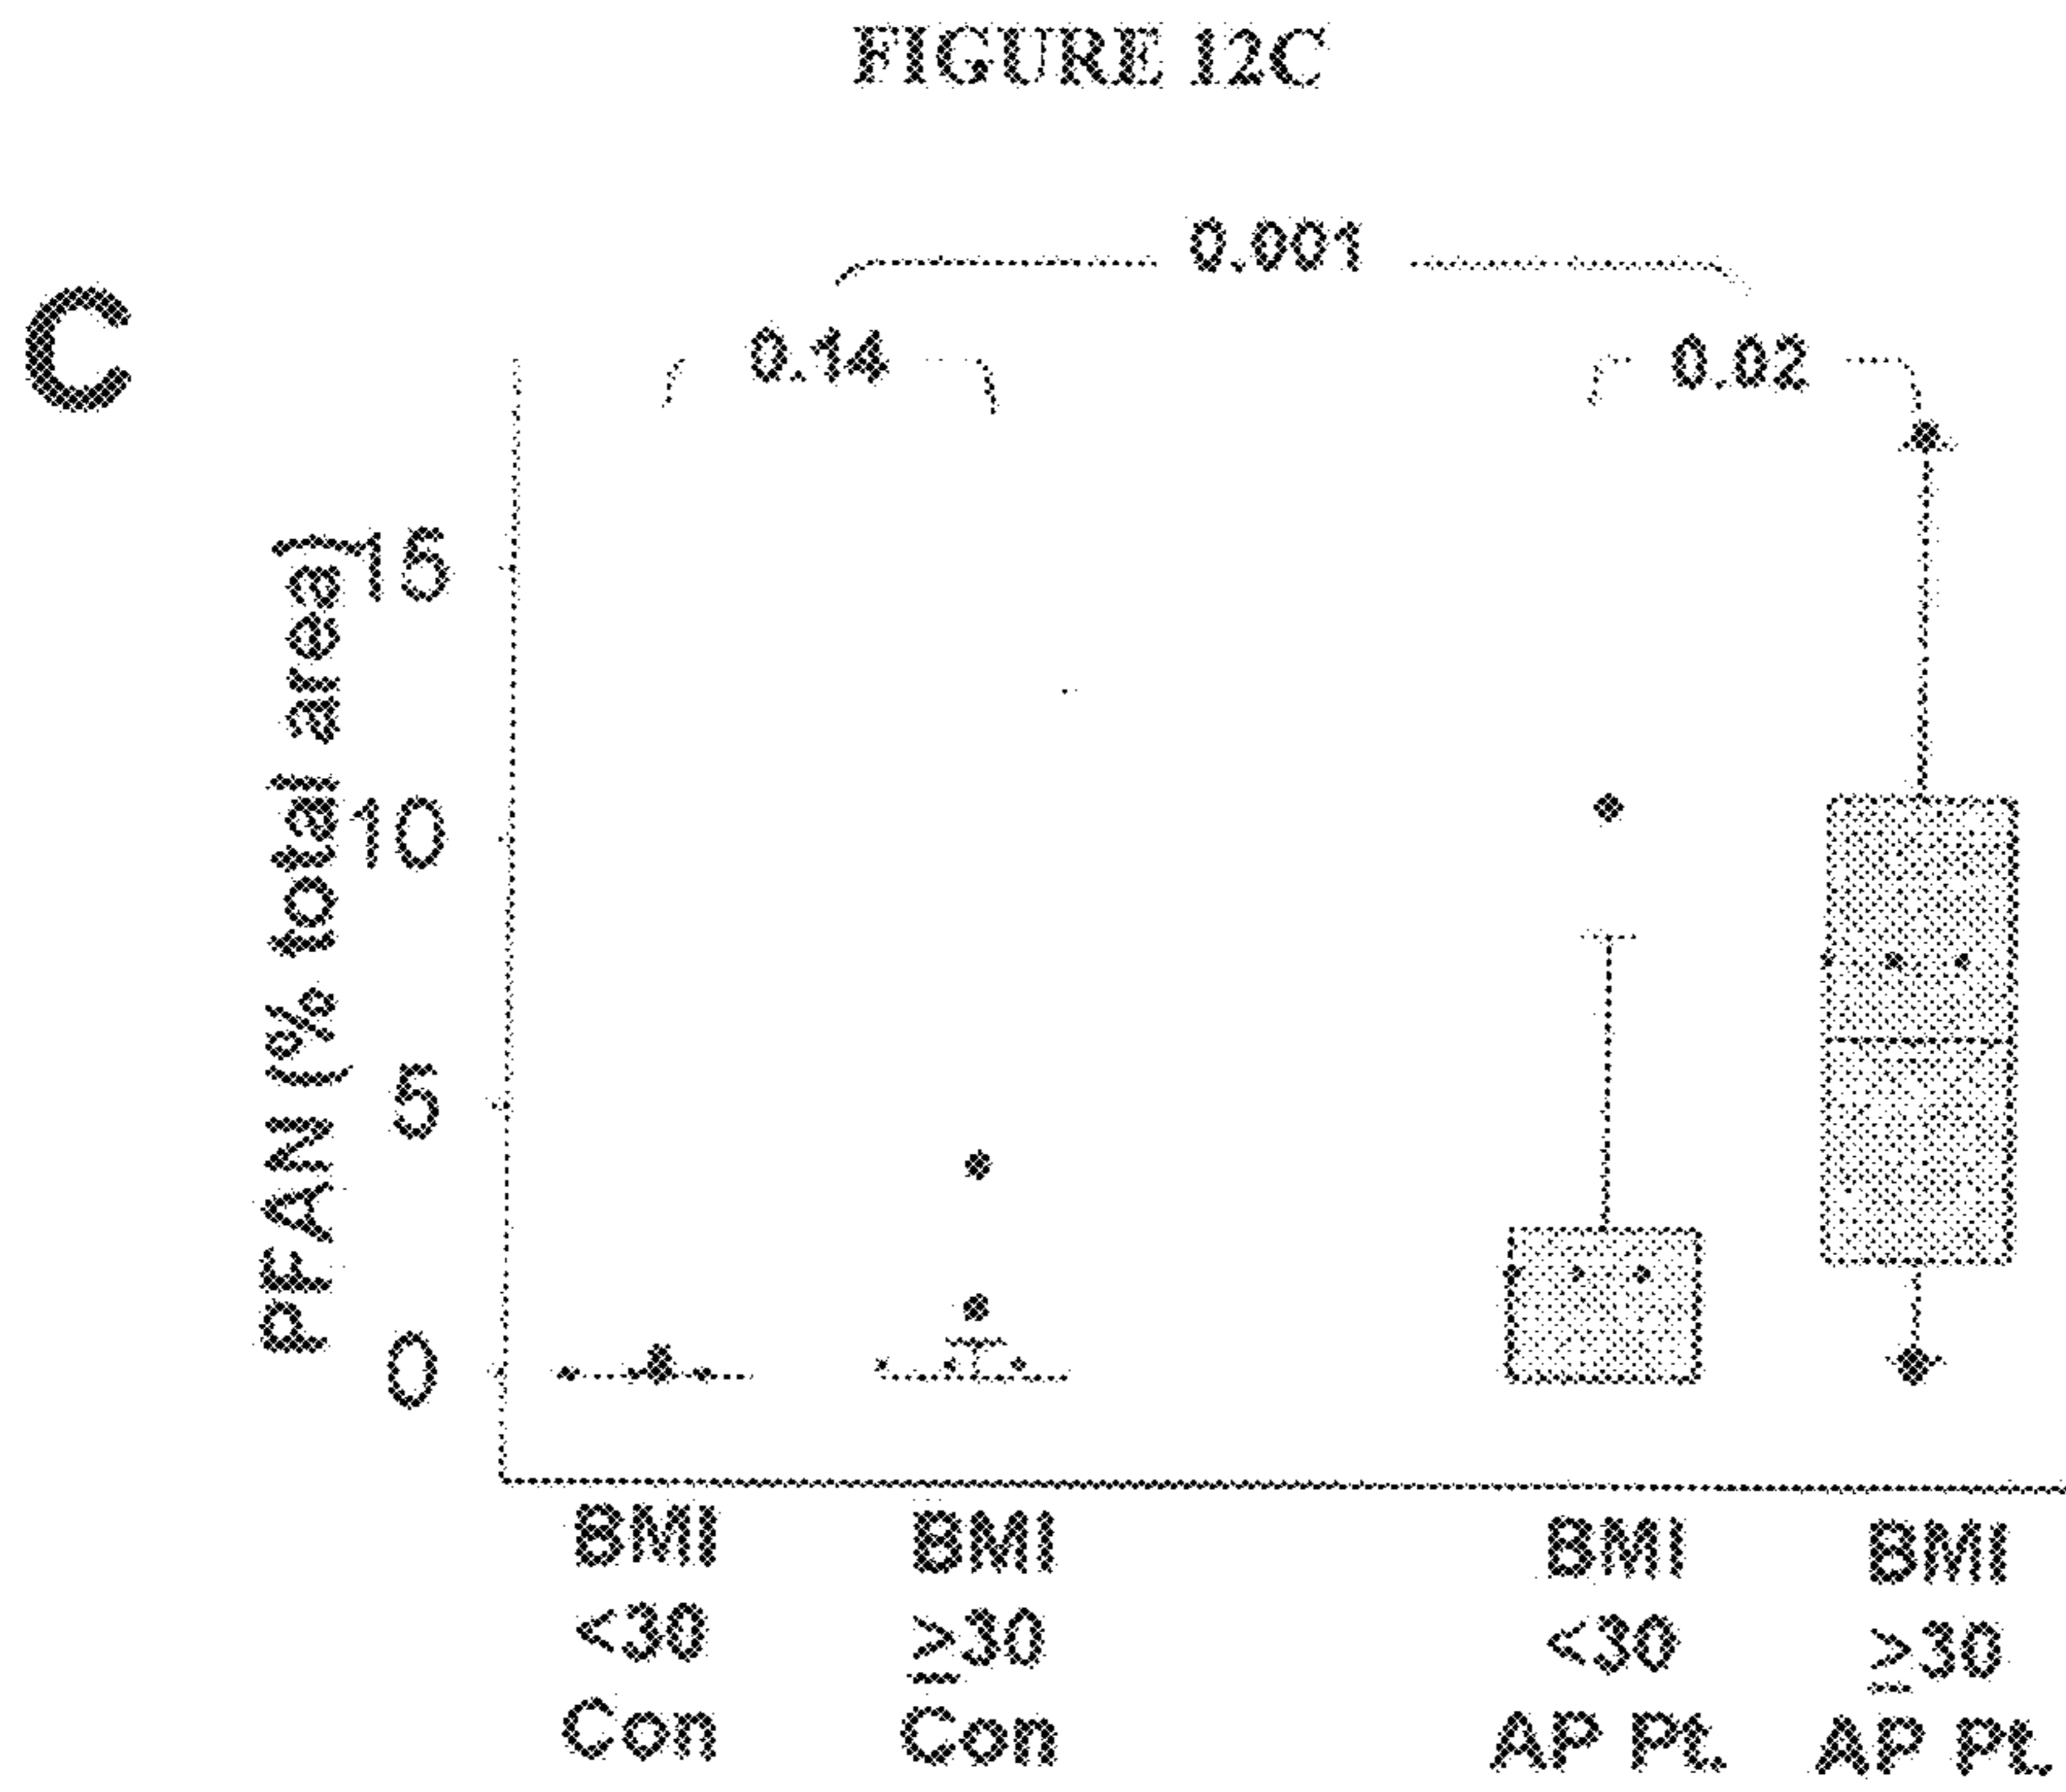 FIGURE 12C
C
0.001
0.14
0.02
PFAN (% total area)
15
10
5
0
BMI
<30
Con
BMI
≥30
Con
BMI
<30
AP Pt.
BMI
≥30
AP Pt.